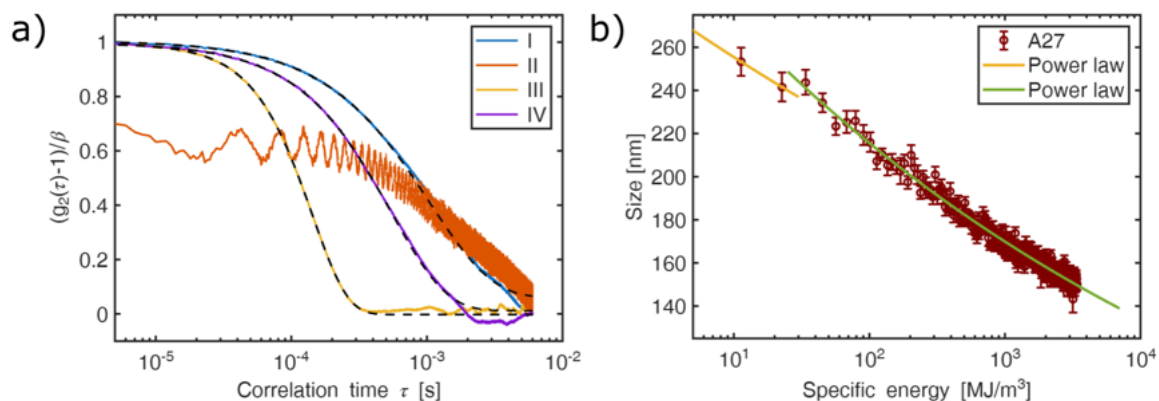 a)
(g₂(τ)-1)/β
1
0.8
0.6
0.4
0.2
0
10⁻⁵
10⁻⁴
10⁻³
10⁻²
Correlation time τ [s]
I
II
III
IV
b)
Size [nm]
260
240
220
200
180
160
140
10¹
10²
10³
10⁴
Specific energy [MJ/m³]
A27
Power law
Power law